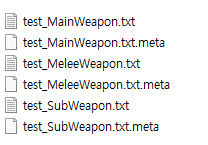 test_MainWeapon.txt
test_MainWeapon.txt.meta
test_MeleeWeapon.txt
test_MeleeWeapon.txt.meta
test_SubWeapon.txt
test_SubWeapon.txt.meta